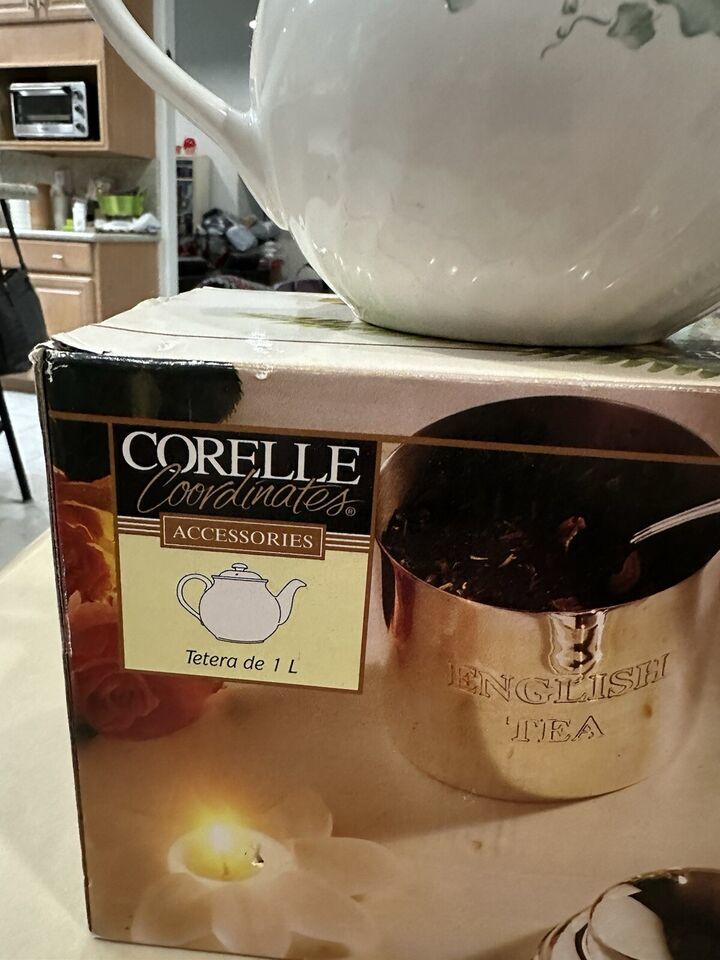 CORELLE
Coordinates®
ACCESSORIES
Tetera de 1 L
ENGLISH
TEA